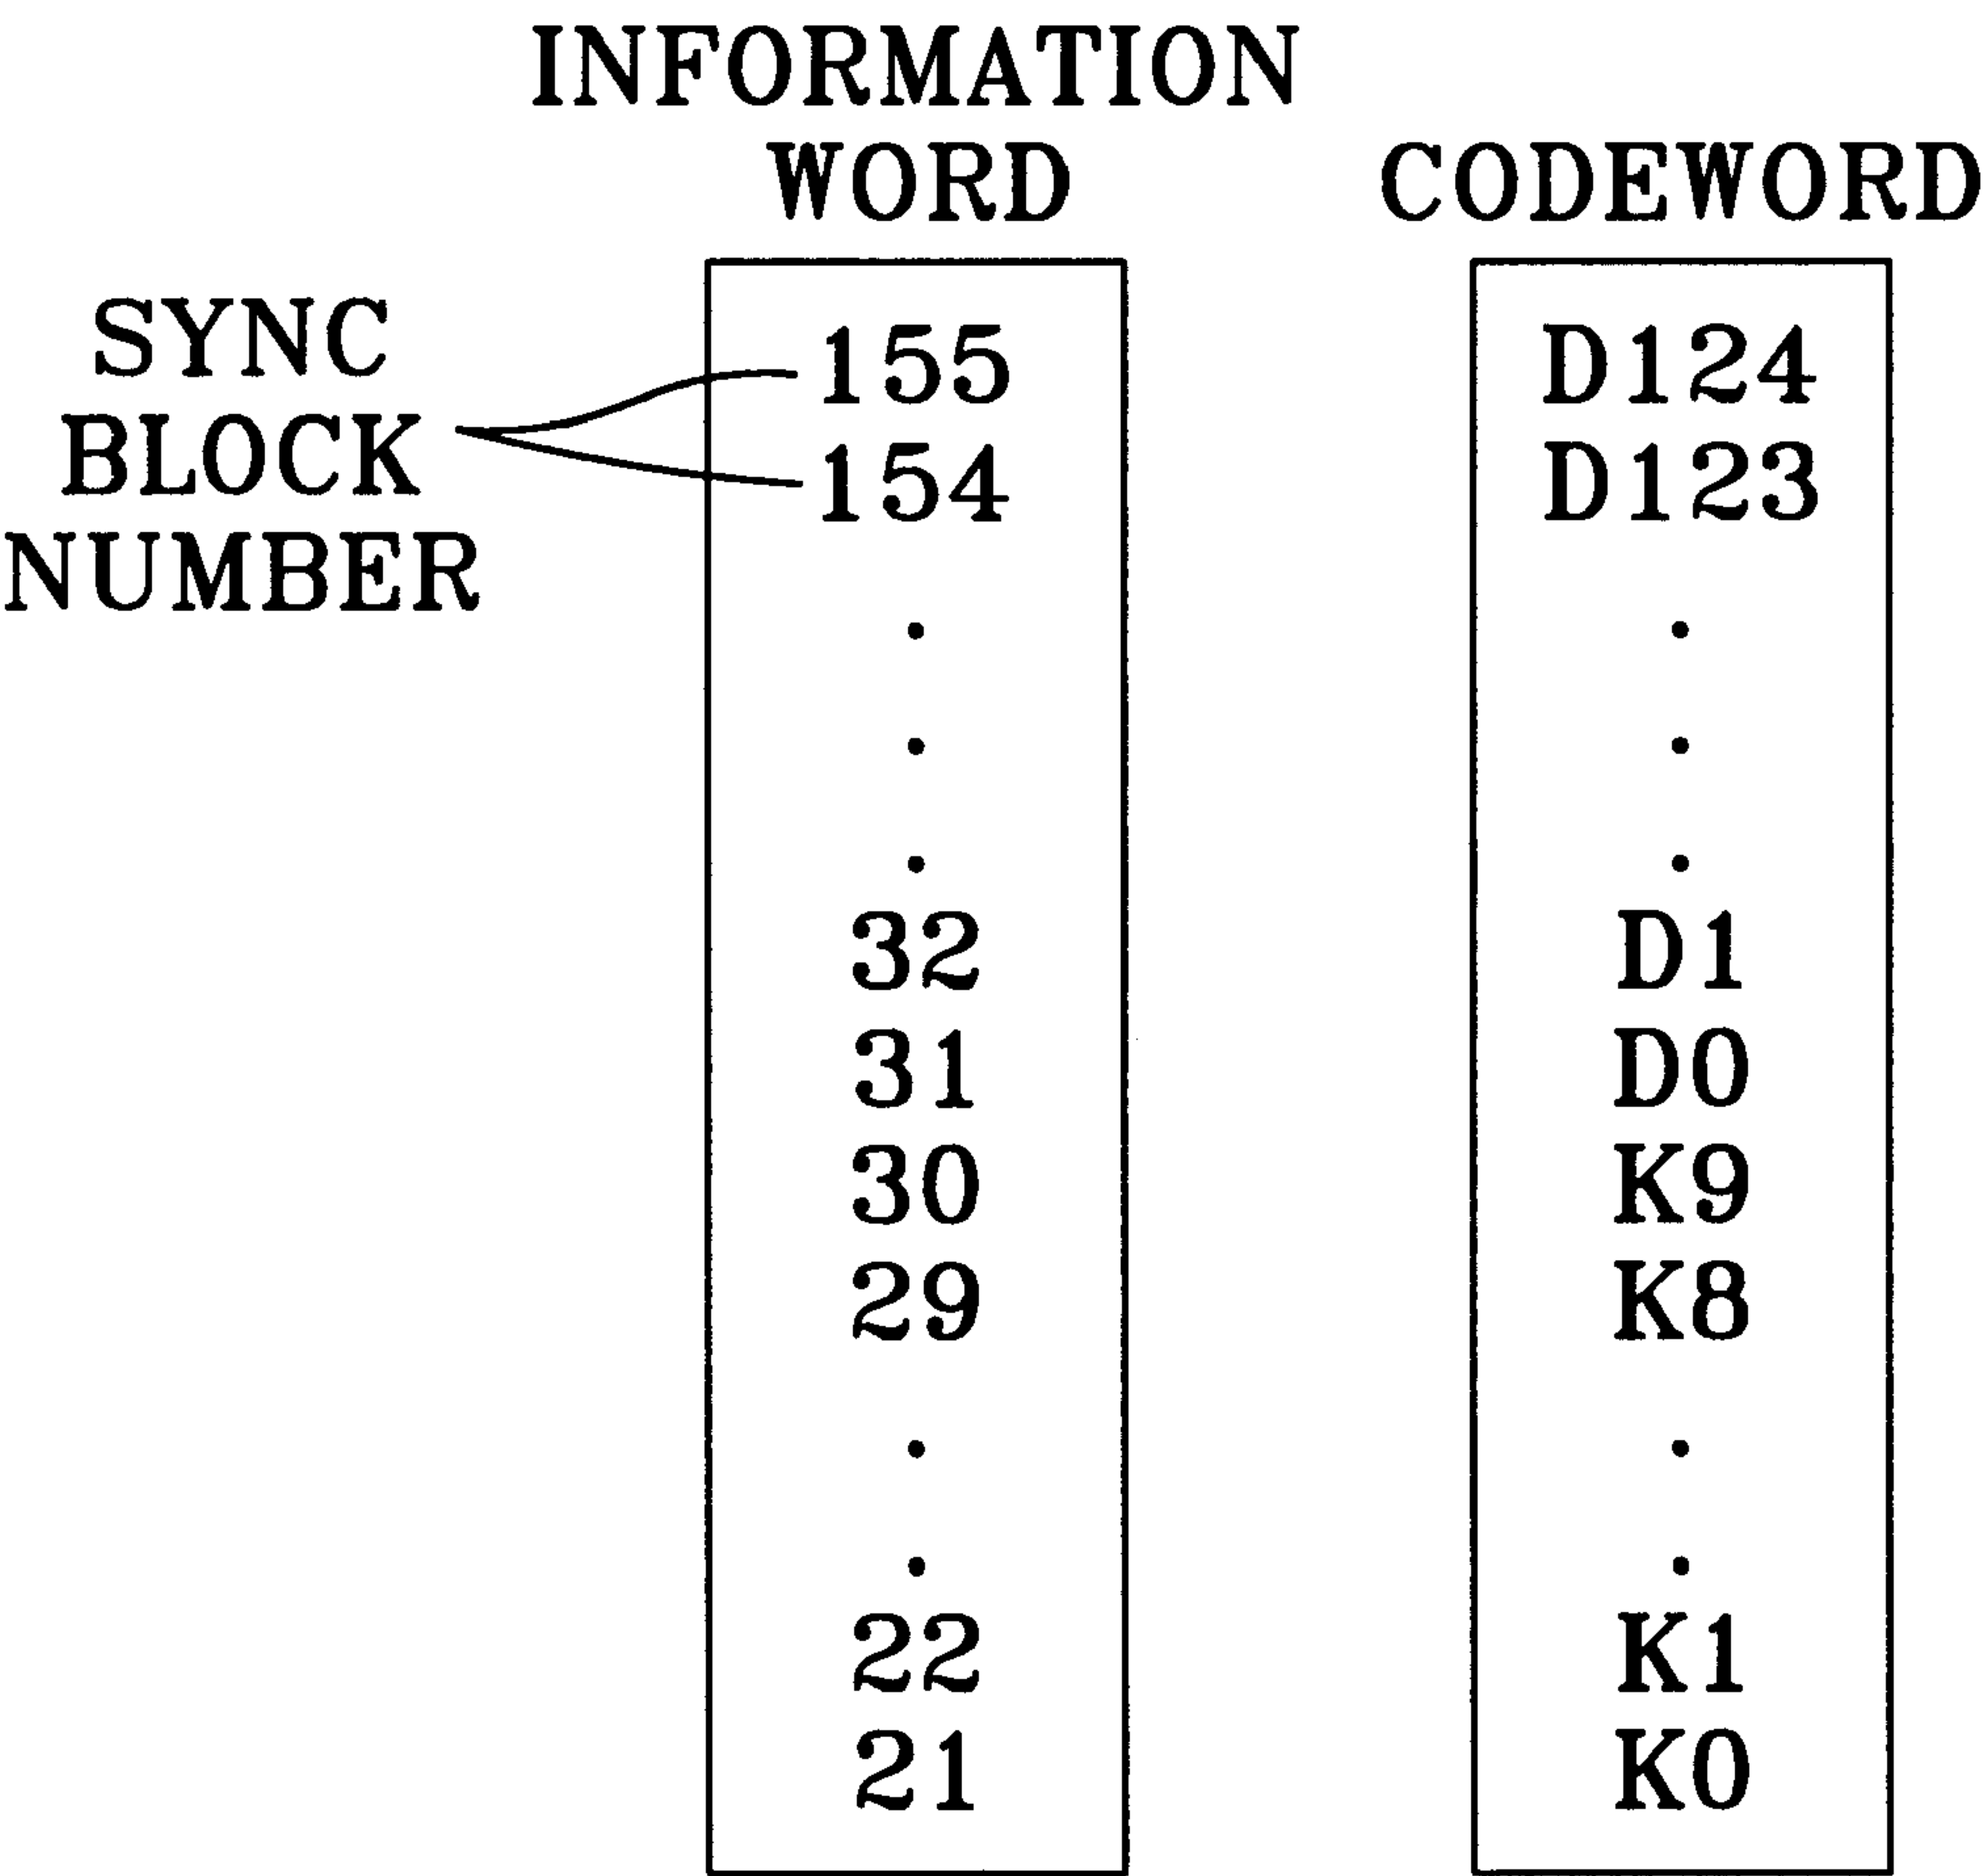 INFORMATION
WORD
CODEWORD
SYNC
BLOCK
NUMBER
155 D124
154 D123
. .
. .
. .
32 D1
31 D0
30 K9
29 K8
. .
. .
22 K1
21 K0